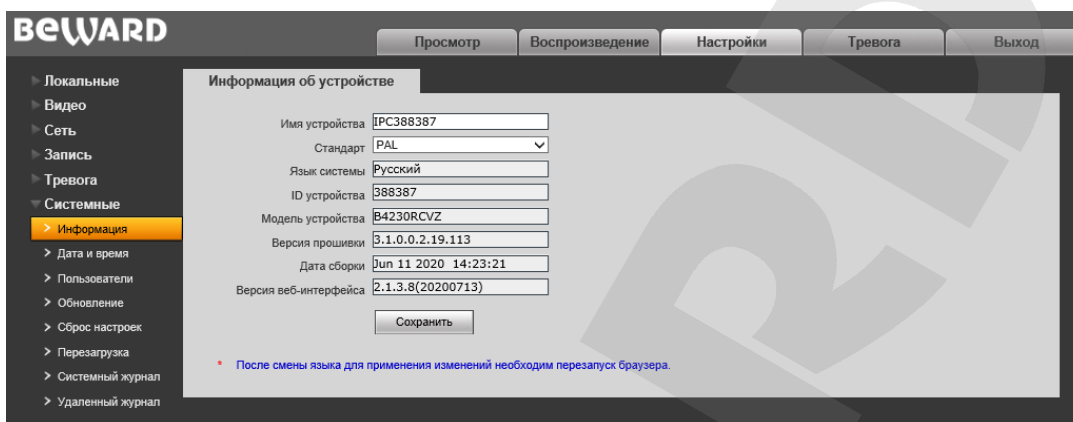 BEWARD
Просмотр Воспроизведение Настройки Тревога Выход
Локальные
Видео
Сеть
Запись
Тревога
Системные
Информация
Дата и время
Пользователи
Обновление
Сброс настроек
Перезагрузка
Системный журнал
Удаленный журнал
Информация об устройстве
Имя устройства IPC388387
Стандарт PAL
Язык системы Русский
ID устройства 388387
Модель устройства B4230RCVZ
Версия прошивки 3.1.0.0.2.19.113
Дата сборки Jun 11 2020 14:23:21
Версия веб-интерфейса 2.1.3.8(20200713)
Сохранить
* После смены языка для применения изменений необходим перезапуск браузера.